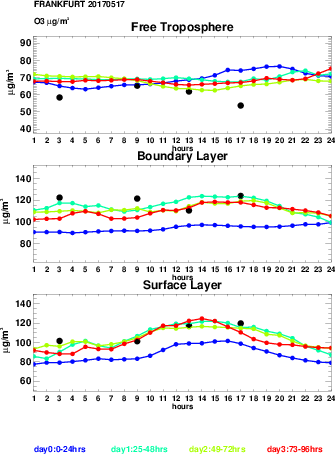 FRANKFURT 20170517
O3 µg/m³
Free Troposphere
90
80
70
60
50
40
µg/m³
1 2 3 4 5 6 7 8 9 10 11 12 13 14 15 16 17 18 19 20 21 22 23 24
hours
Boundary Layer
140
120
100
80
µg/m³
1 2 3 4 5 6 7 8 9 10 11 12 13 14 15 16 17 18 19 20 21 22 23 24
hours
Surface Layer
140
120
100
80
60
µg/m³
1 2 3 4 5 6 7 8 9 10 11 12 13 14 15 16 17 18 19 20 21 22 23 24
hours
day0:0-24hrs day1:25-48hrs day2:49-72hrs day3:73-96hrs